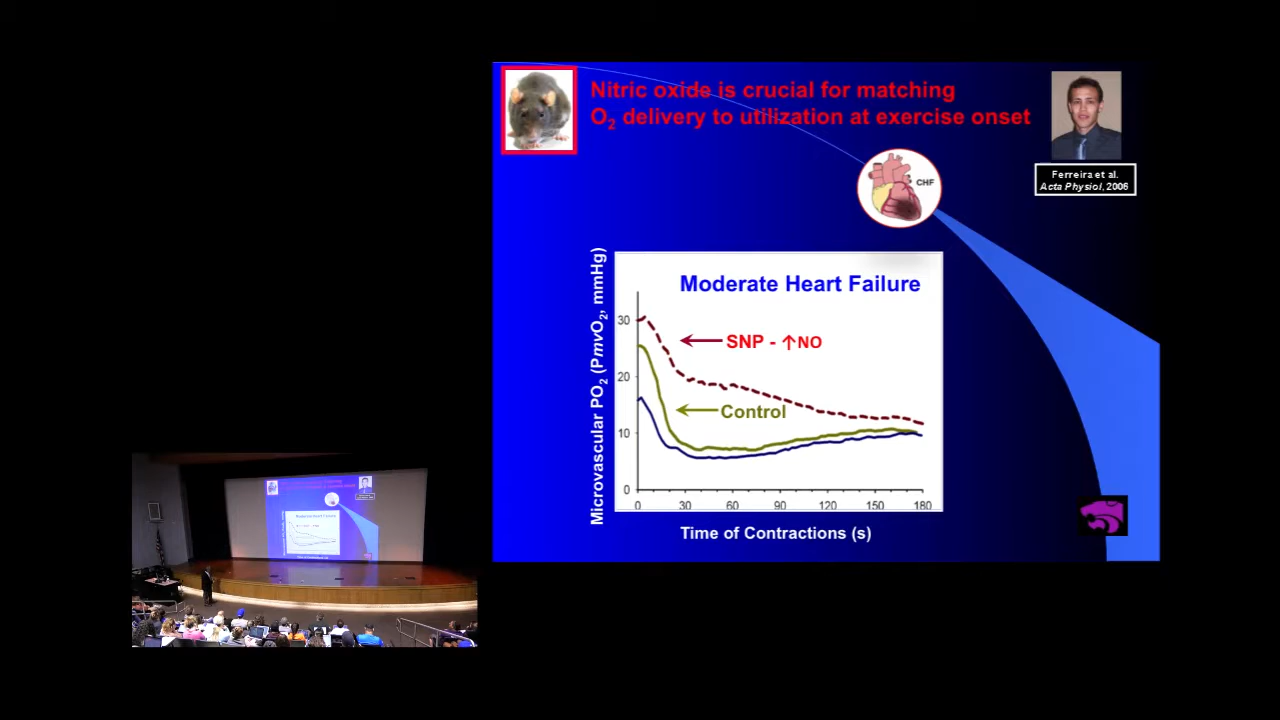 Nitric oxide is crucial for matching
O₂ delivery to utilization at exercise onset
CHF
Ferreira et al.
Acta Physiol, 2006
Microvascular PO₂ (PmvO₂, mmHg)
Moderate Heart Failure
30
20
10
0
SNP - ↑NO
Control
0 30 60 90 120 150 180
Time of Contractions (s)